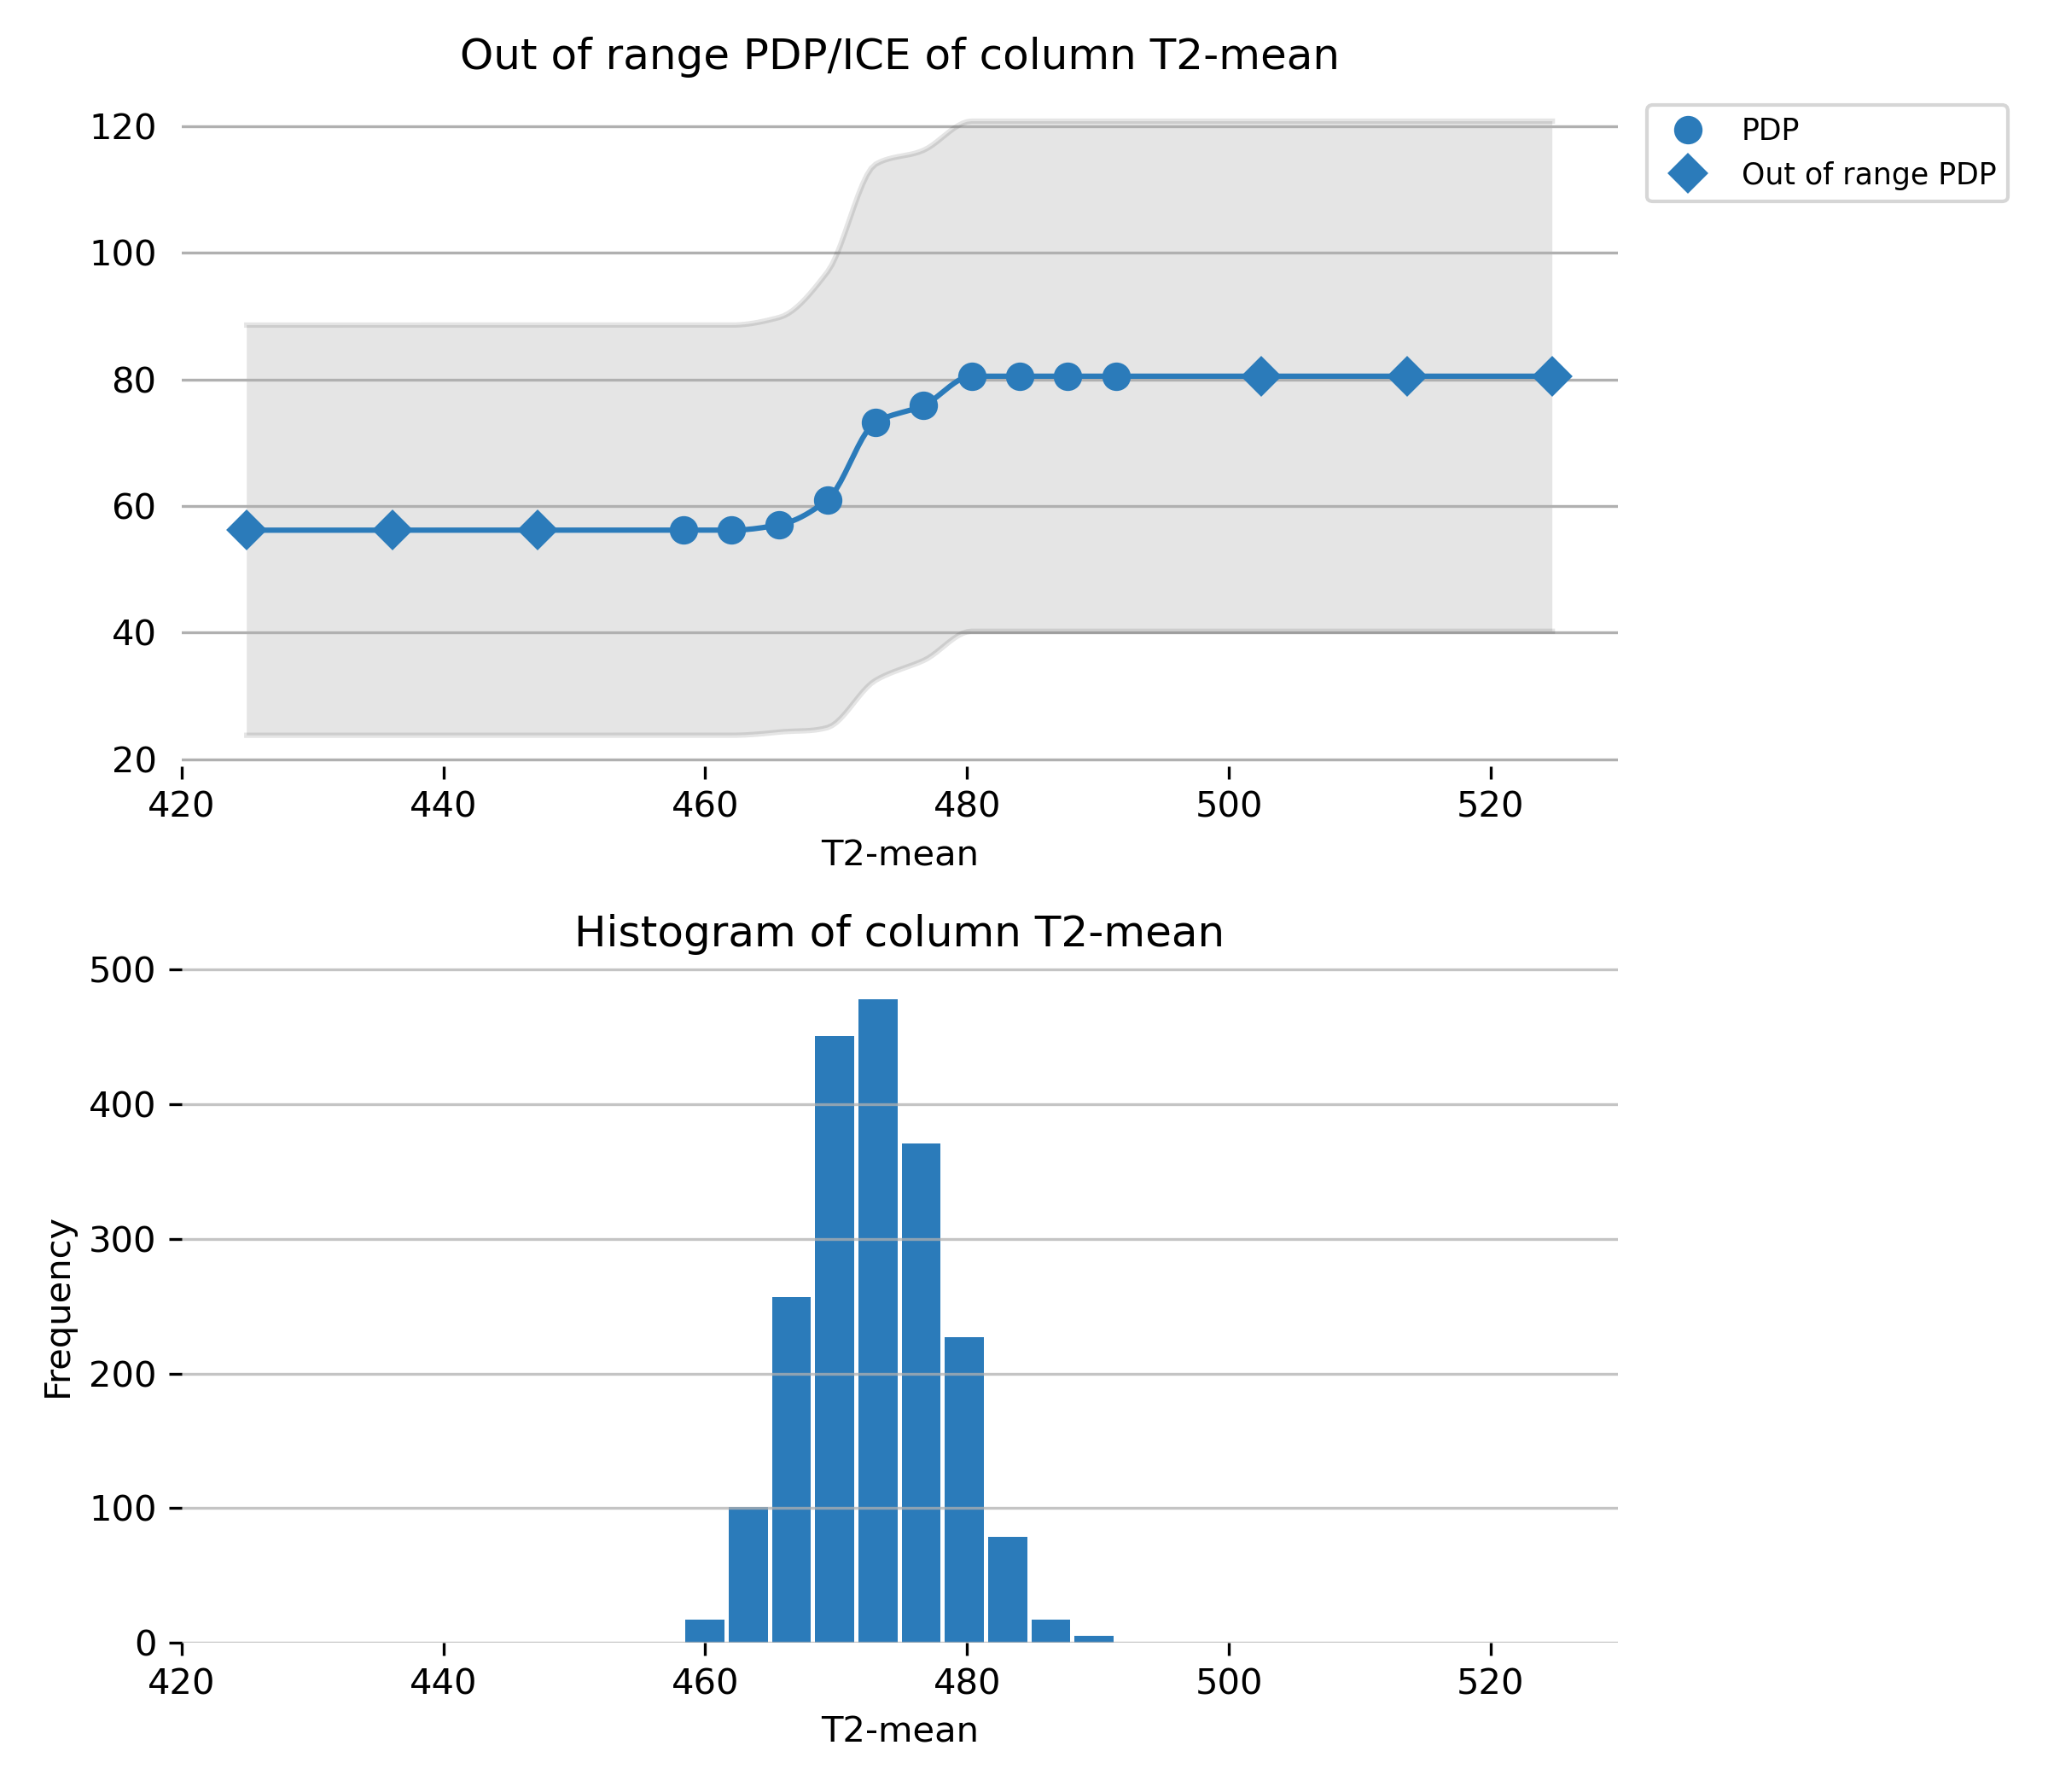 Out of range PDP/ICE of column T2-mean
120
100
80
60
40
20
420 440 460 480 500 520
T2-mean
PDP
Out of range PDP
Histogram of column T2-mean
500
400
300
200
100
0
Frequency
420 440 460 480 500 520
T2-mean